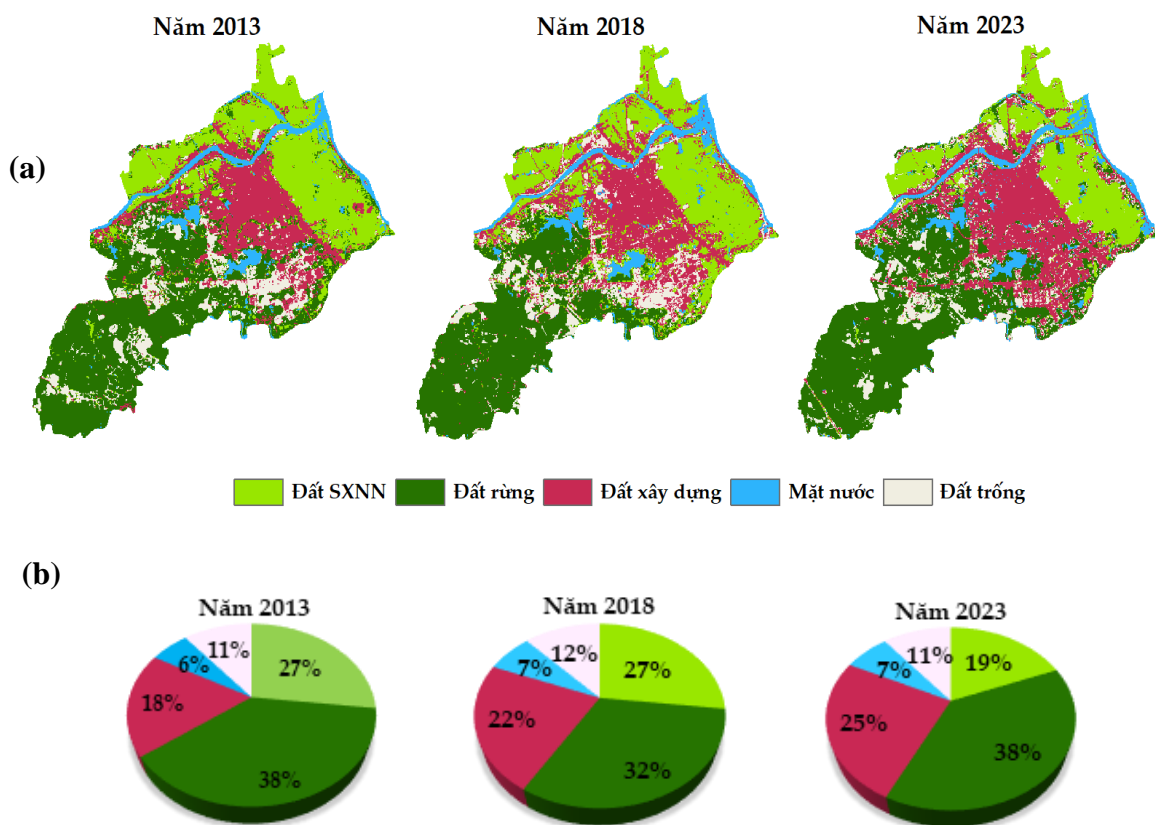 Năm 2013 Năm 2018 Năm 2023
(a)
Đất SXNN Đất rừng Đất xây dựng Mặt nước Đất trống
(b)
Năm 2013
11%
27%
6%
18%
38%
Năm 2018
12%
27%
7%
22%
32%
Năm 2023
11%
19%
7%
25%
38%